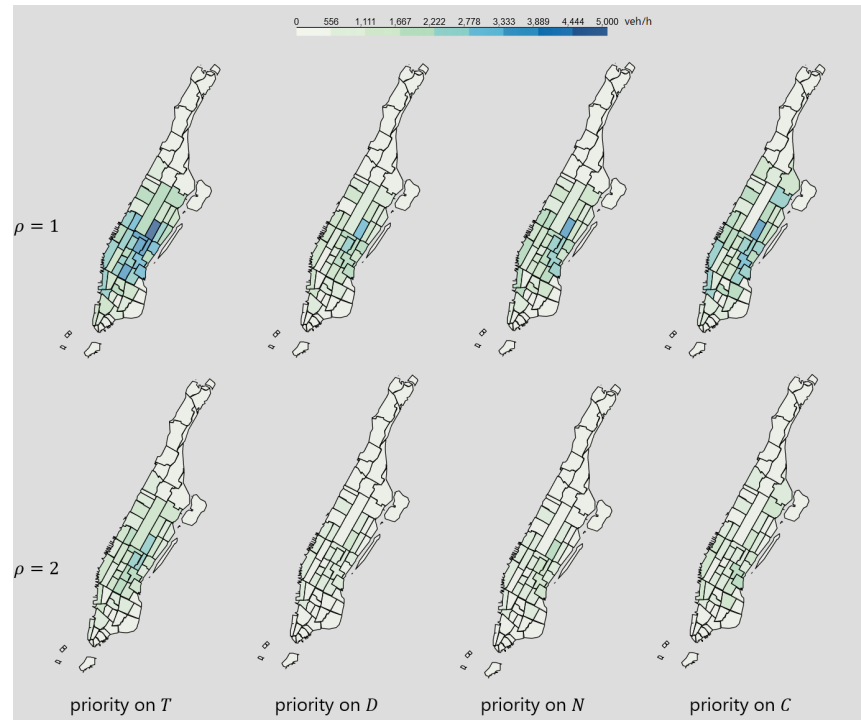 0 556 1,111 1,667 2,222 2,778 3,333 3,889 4,444 5,000 veh/h
ρ = 1
ρ = 2
priority on T priority on D priority on N priority on C